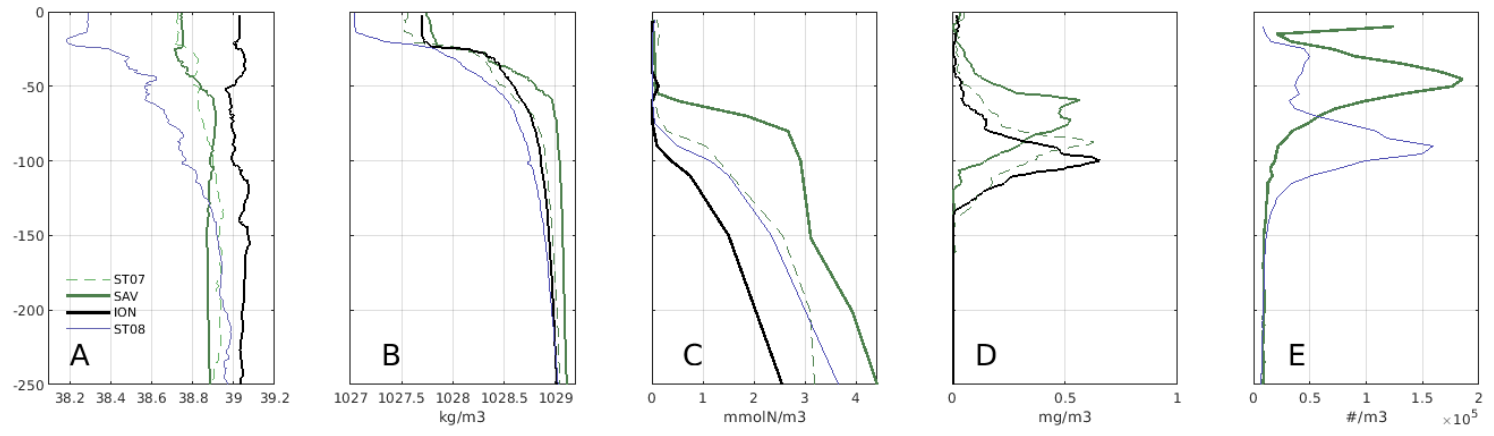 0
-50
-100
-150
-200
-250
ST07
SAV
ION
ST08
A B C D E
38.2 38.4 38.6 38.8 39 39.2
1027 1027.5 1028 1028.5 1029
0 1 2 3 4
0 0.5 1
0 0.5 1 1.5 2
kg/m3 mmolN/m3 mg/m3 #/m3 ×10⁵